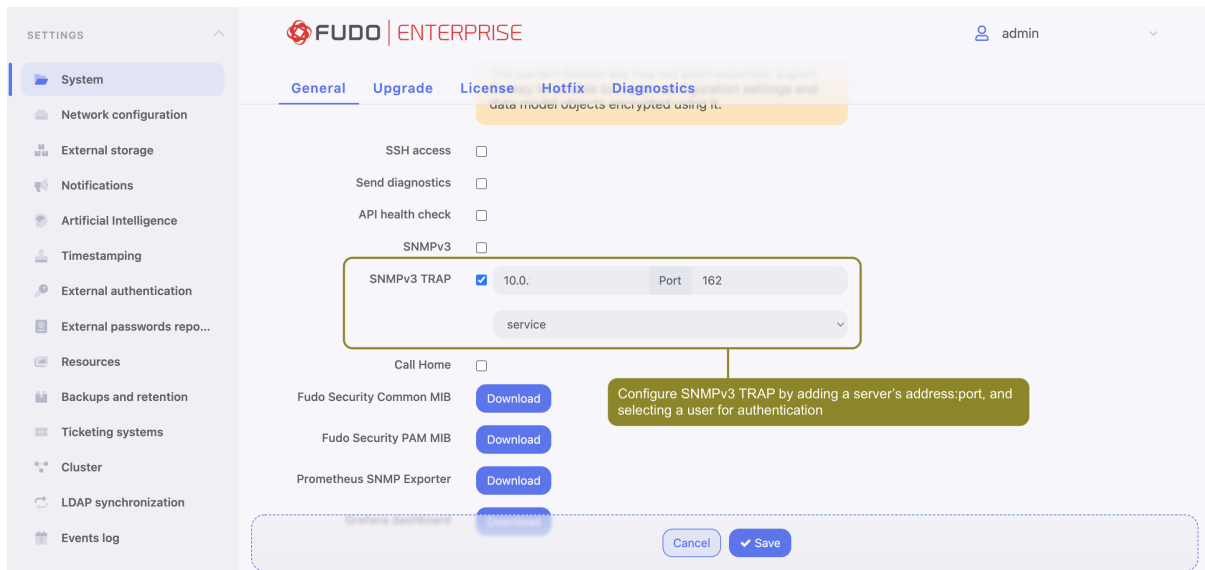 SETTINGS
FUDO ENTERPRISE
admin
System
Network configuration
External storage
Notifications
Artificial Intelligence
Timestamping
External authentication
External passwords repo...
Resources
Backups and retention
Ticketing systems
Cluster
LDAP synchronization
Events log
General Upgrade License Hotfix Diagnostics
data model objects encrypted using it.
SSH access
Send diagnostics
API health check
SNMPv3
SNMPv3 TRAP 10.0. Port 162
service
Call Home
Configure SNMPv3 TRAP by adding a server's address:port, and
selecting a user for authentication
Fudo Security Common MIB Download
Fudo Security PAM MIB Download
Prometheus SNMP Exporter Download
Grafana dashboard Download
Cancel Save